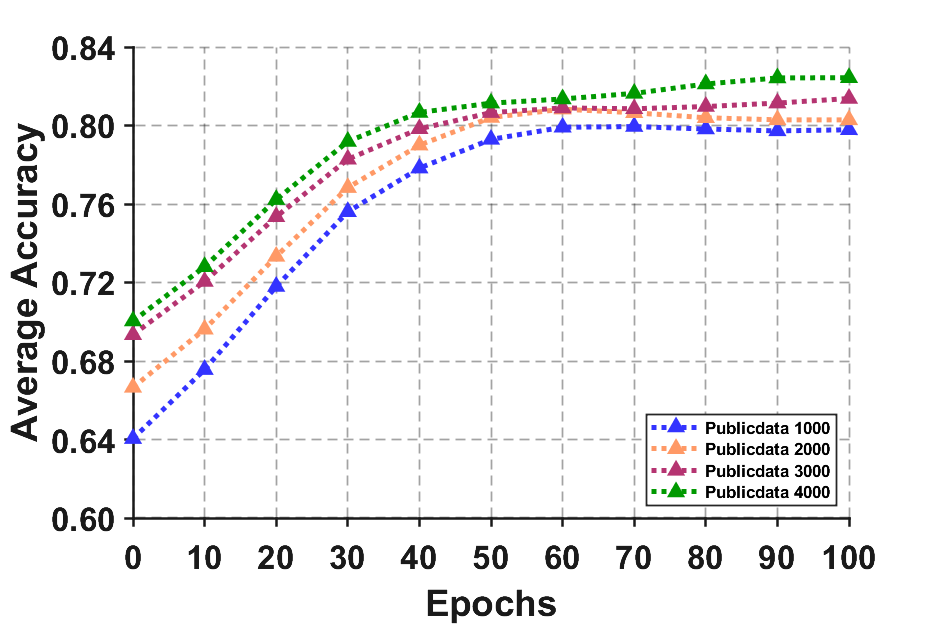 0.84
0.80
0.76
0.72
0.68
0.64
0.60
Average Accuracy
Publicdata 1000
Publicdata 2000
Publicdata 3000
Publicdata 4000
0 10 20 30 40 50 60 70 80 90 100
Epochs